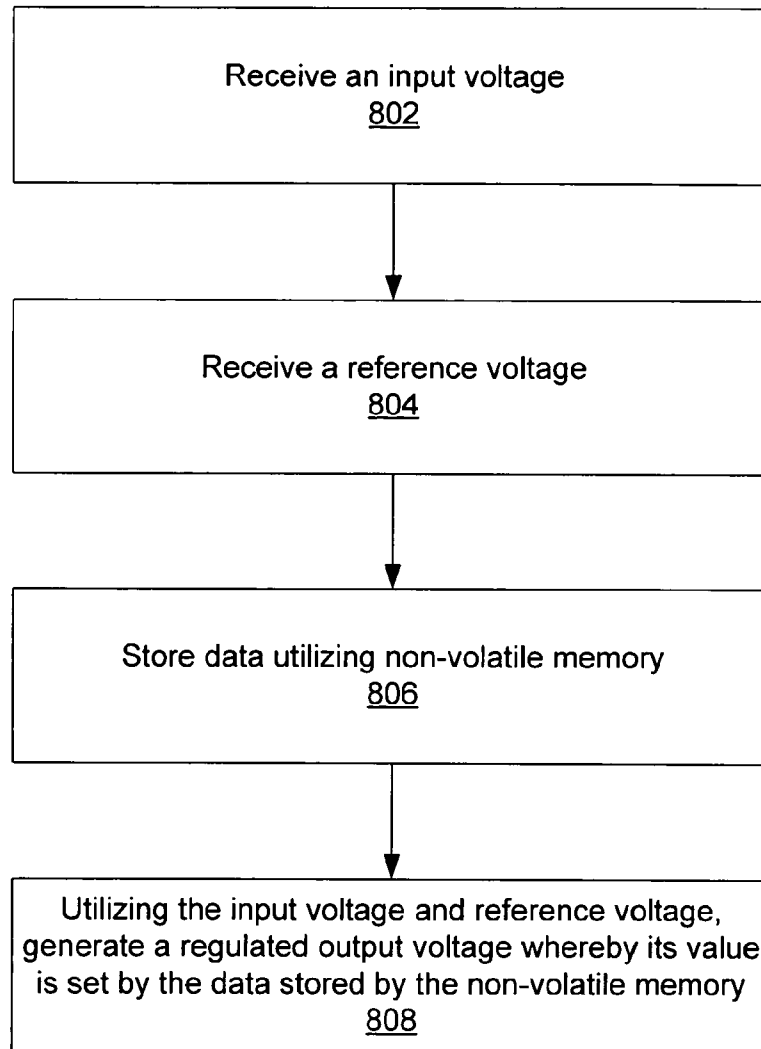 Receive an input voltage
802
Receive a reference voltage
804
Store data utilizing non-volatile memory
806
Utilizing the input voltage and reference voltage,
generate a regulated output voltage whereby its value
is set by the data stored by the non-volatile memory
808